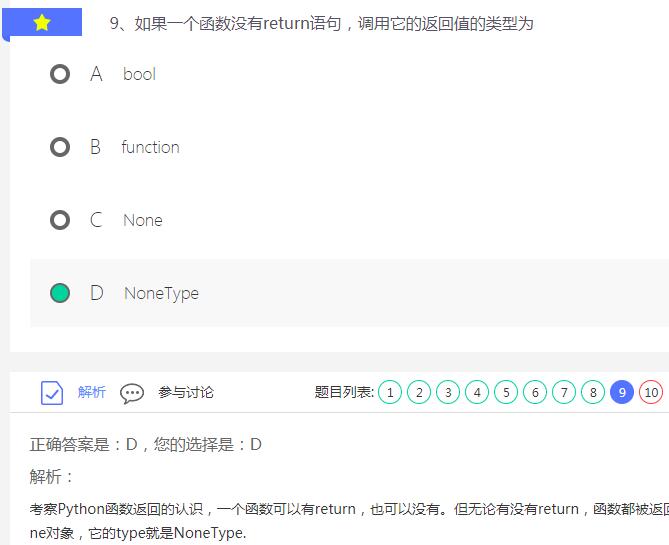 9、如果一个函数没有return语句，调用它的返回值的类型为
A bool
B function
C None
D NoneType
解析 参与讨论 题目列表: 1 2 3 4 5 6 7 8 9 10
正确答案是：D，您的选择是：D
解析：
考察Python函数返回的认识，一个函数可以有return，也可以没有。但无论有没有return，函数都被返回
ne对象，它的type就是NoneType.